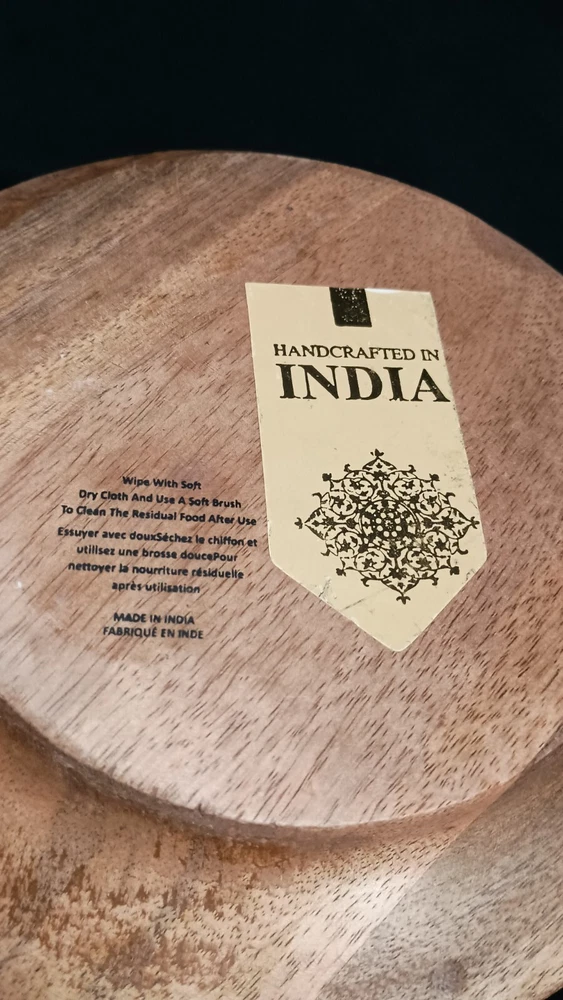 HANDCRAFTED IN
INDIA
Wipe With Soft
Dry Cloth And Use A Soft Brush
To Clean The Residual Food After Use
Essuyer avec douxSéchez le chiffon et
utilisez une brosse doucePour
nettoyer la nourriture résiduelle
après utilisation
MADE IN INDIA
FABRIQUÉ EN INDE